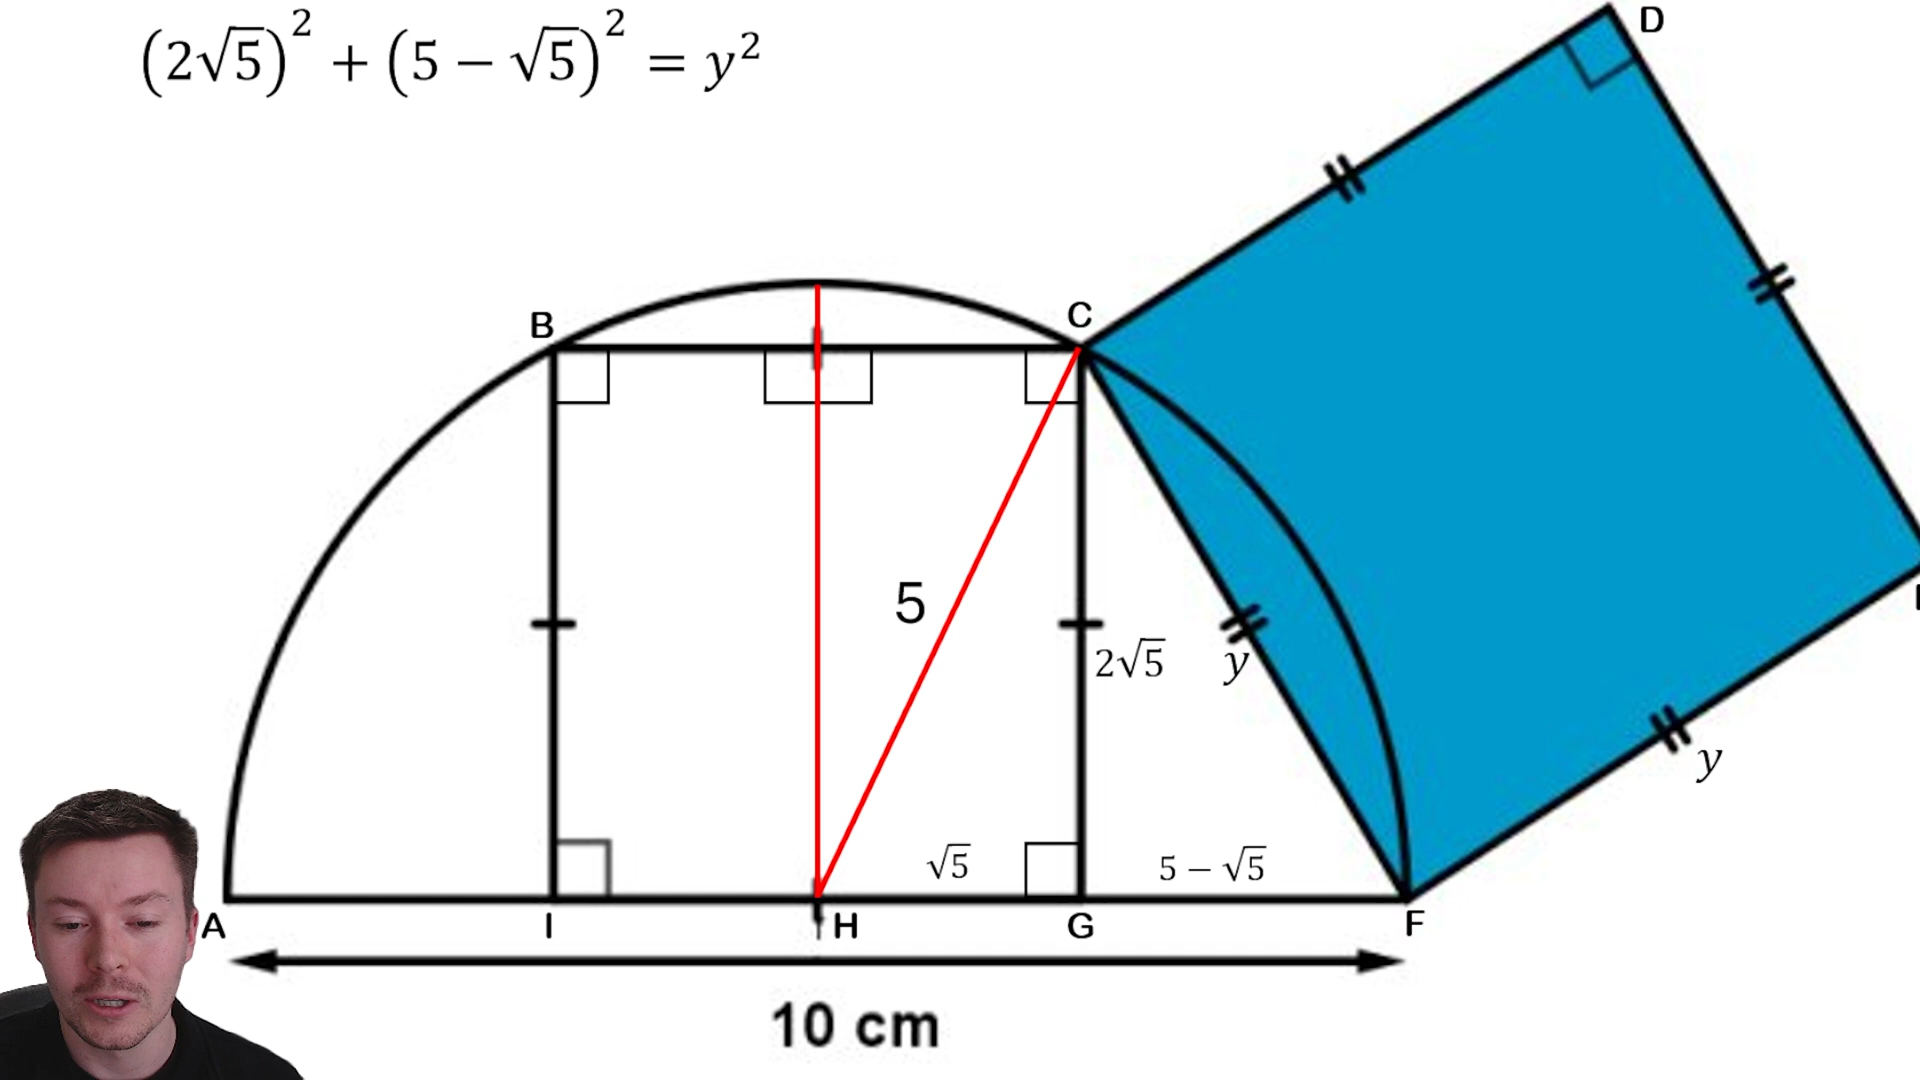 (2√5)² + (5 − √5)² = y²
D
B
C
5
2√5
y
y
√5
5 − √5
A
I
H
G
F
10 cm